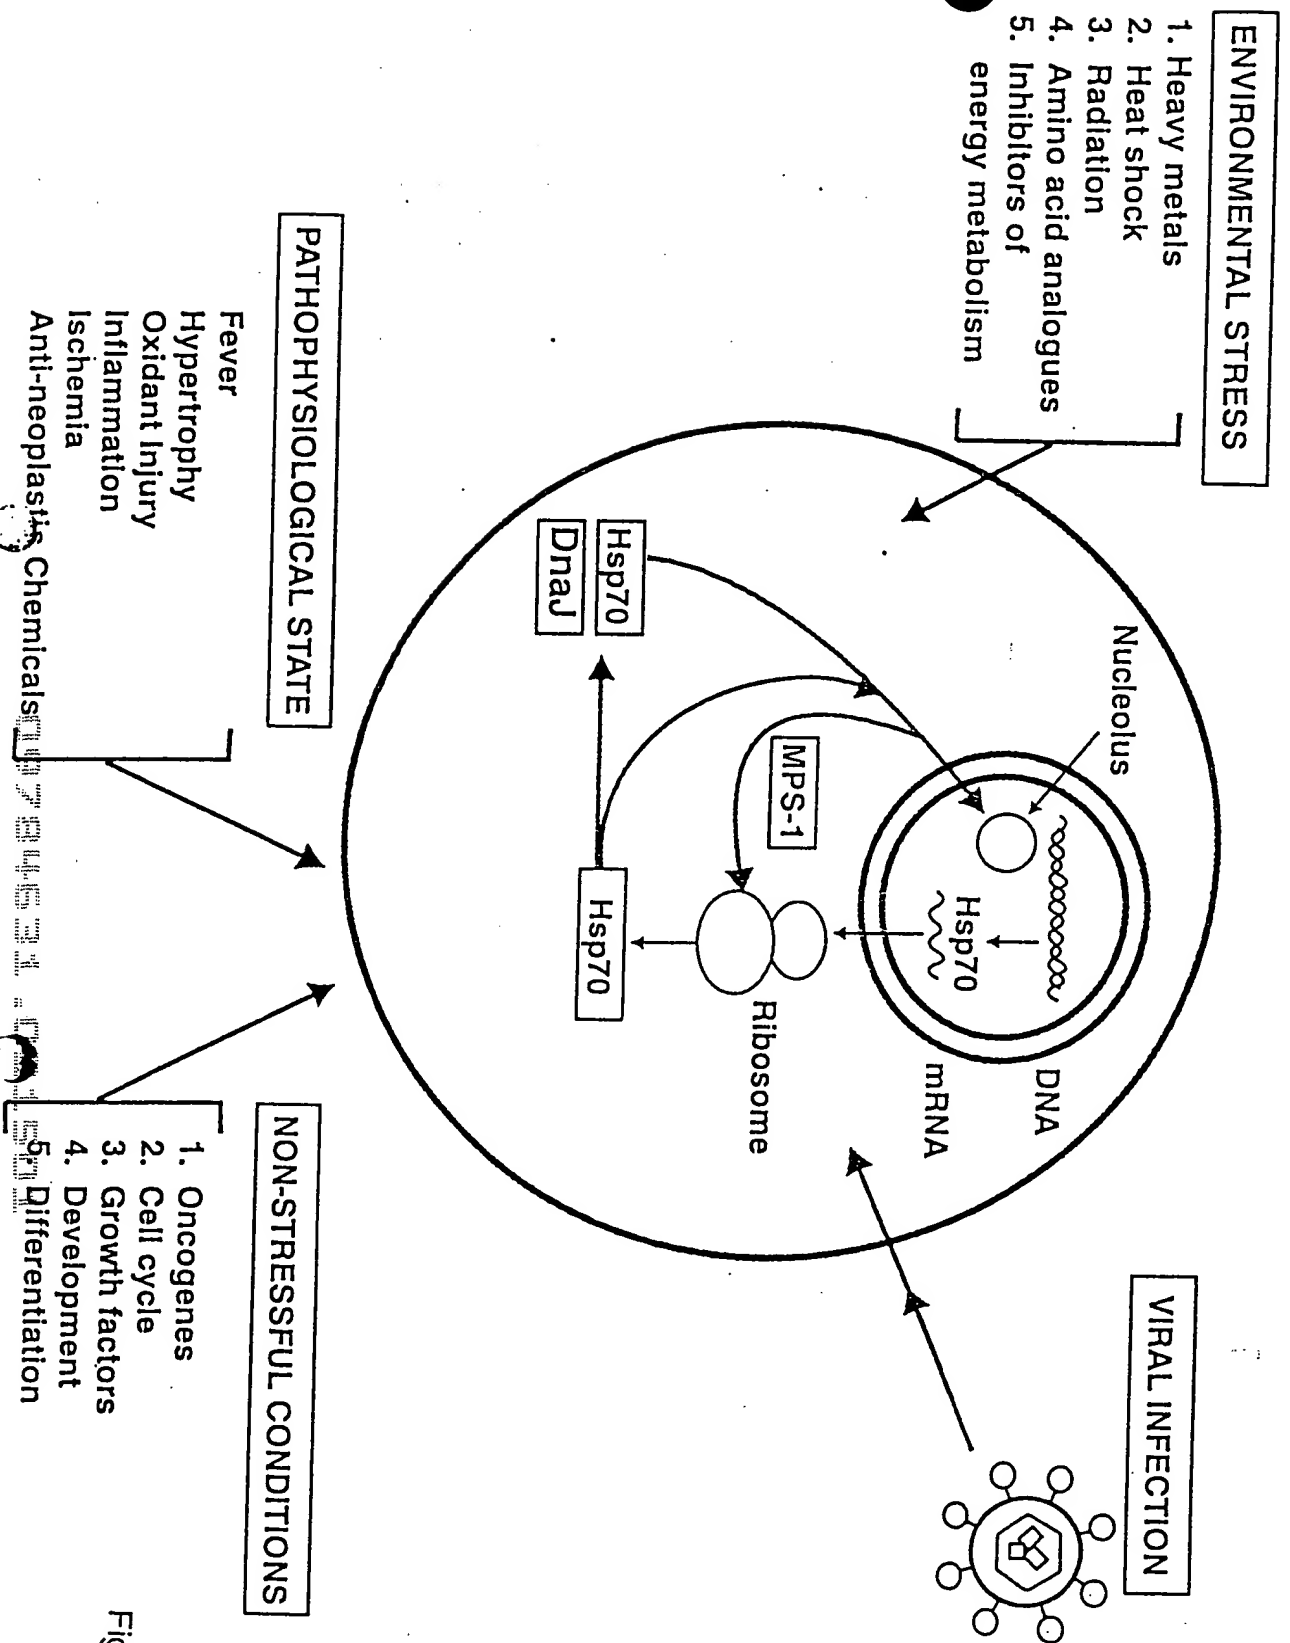 ENVIRONMENTAL STRESS
1. Heavy metals
2. Heat shock
3. Radiation
4. Amino acid analogues
5. Inhibitors of
energy metabolism
VIRAL INFECTION
Nucleolus
DNA
Hsp70
mRNA
MPS-1
Ribosome
Hsp70
DnaJ
Hsp70
PATHOPHYSIOLOGICAL STATE
Fever
Hypertrophy
Oxidant Injury
Inflammation
Ischemia
Anti-neoplastic Chemicals
NON-STRESSFUL CONDITIONS
1. Oncogenes
2. Cell cycle
3. Growth factors
4. Development
5. Differentiation